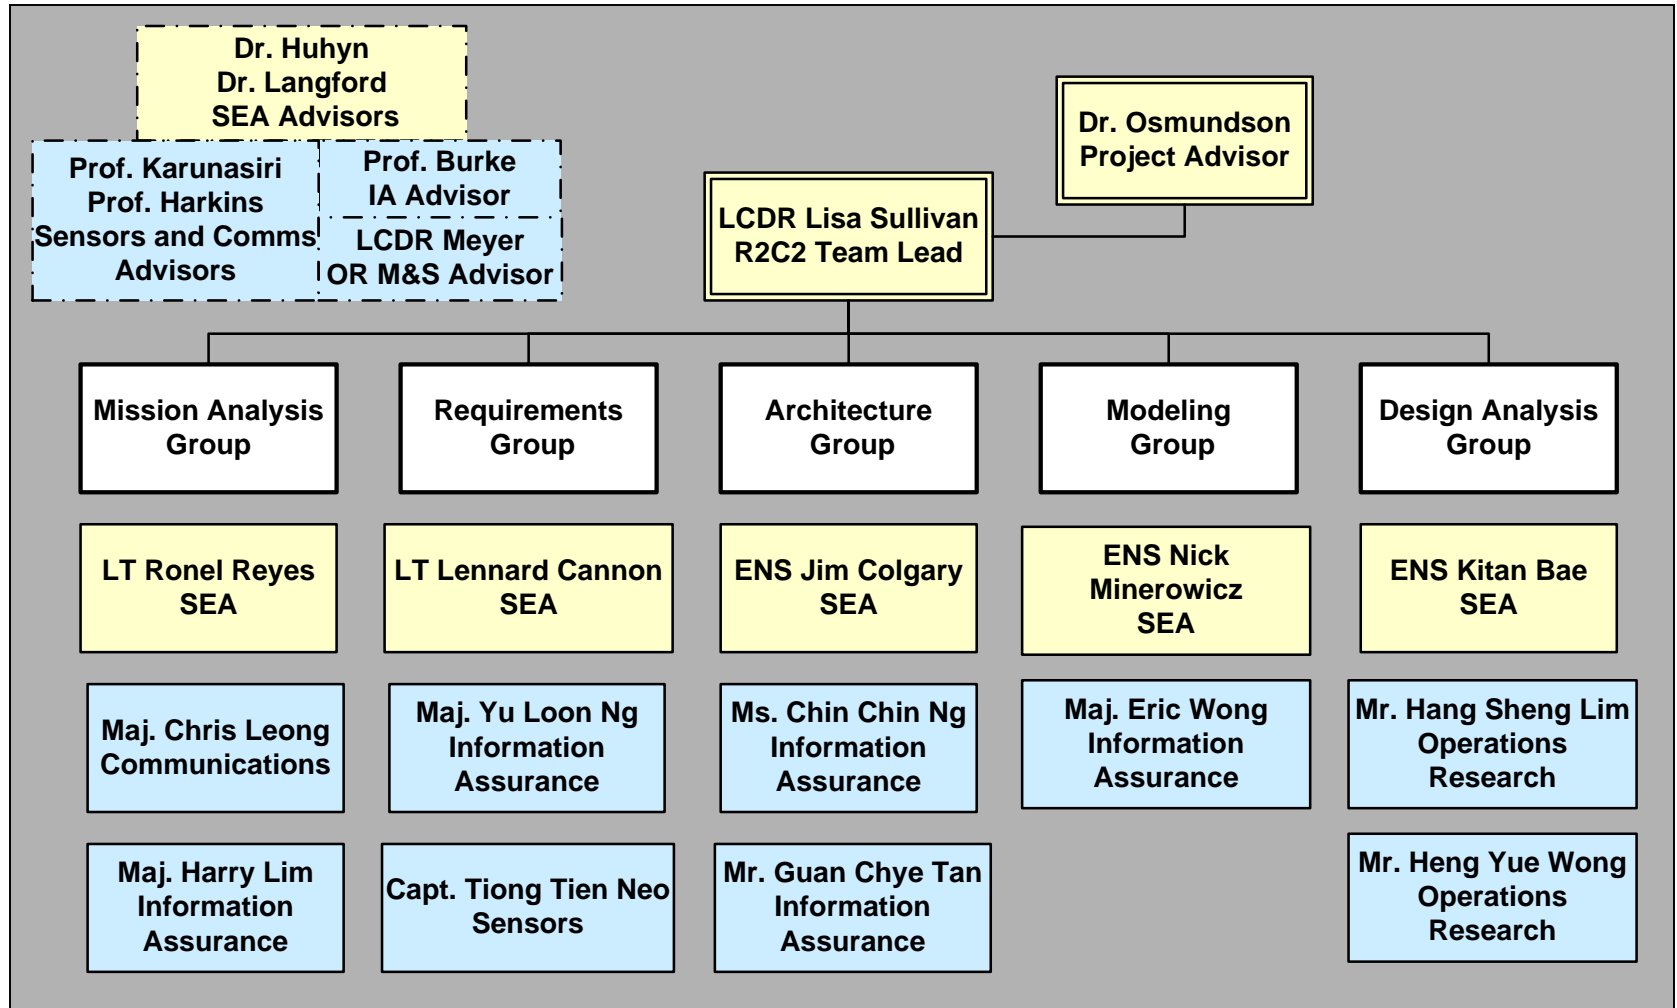 Dr. Huhyn
Dr. Langford
SEA Advisors
Prof. Karunasiri
Prof. Harkins
Sensors and Comms
Advisors
Prof. Burke
IA Advisor
LCDR Meyer
OR M&S Advisor
Dr. Osmundson
Project Advisor
LCDR Lisa Sullivan
R2C2 Team Lead
Mission Analysis
Group
Requirements
Group
Architecture
Group
Modeling
Group
Design Analysis
Group
LT Ronel Reyes
SEA
LT Lennard Cannon
SEA
ENS Jim Colgary
SEA
ENS Nick
Minerowicz
SEA
ENS Kitan Bae
SEA
Maj. Chris Leong
Communications
Maj. Yu Loon Ng
Information
Assurance
Ms. Chin Chin Ng
Information
Assurance
Maj. Eric Wong
Information
Assurance
Mr. Hang Sheng Lim
Operations
Research
Maj. Harry Lim
Information
Assurance
Capt. Tiong Tien Neo
Sensors
Mr. Guan Chye Tan
Information
Assurance
Mr. Heng Yue Wong
Operations
Research